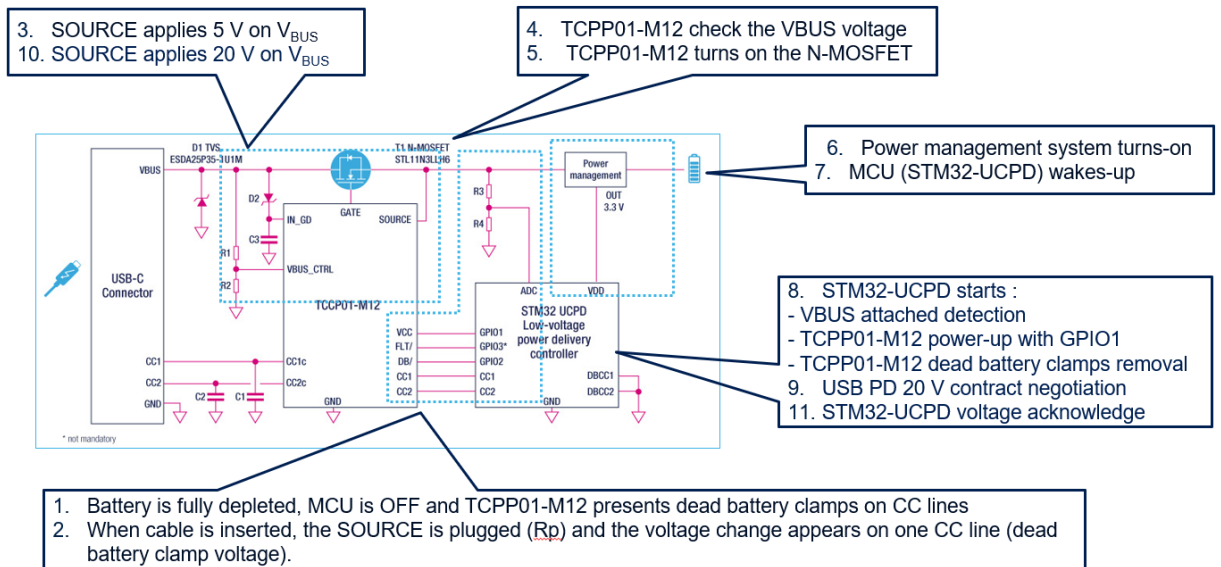 3. SOURCE applies 5 V on VBUS
10. SOURCE applies 20 V on VBUS
4. TCPP01-M12 check the VBUS voltage
5. TCPP01-M12 turns on the N-MOSFET
6. Power management system turns-on
7. MCU (STM32-UCPD) wakes-up
D1 TVS
ESDA25P35-1U1M
T1 N-MOSFET
STL11N3LLH6
VBUS
Power
management
OUT
3.3 V
D2
IN_GD
GATE
SOURCE
R3
R4
C3
R1
VBUS_CTRL
R2
USB-C
Connector
TCCP01-M12
ADC
VDD
STM32 UCPD
Low-voltage
power delivery
controller
VCC
GPIO1
FLT/
GPIO3*
DB/
GPIO2
CC1
CC1c
CC1
CC1
DBCC1
CC2
CC2c
CC2
CC2
DBCC2
C2
C1
GND
GND
GND
* not mandatory
8. STM32-UCPD starts :
- VBUS attached detection
- TCPP01-M12 power-up with GPIO1
- TCPP01-M12 dead battery clamps removal
9. USB PD 20 V contract negotiation
11. STM32-UCPD voltage acknowledge
1. Battery is fully depleted, MCU is OFF and TCPP01-M12 presents dead battery clamps on CC lines
2. When cable is inserted, the SOURCE is plugged (Rp) and the voltage change appears on one CC line (dead
battery clamp voltage).